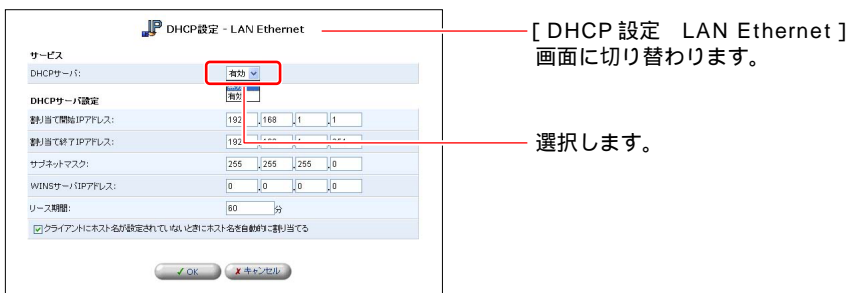 DHCP設定 - LAN Ethernet
[ DHCP 設定　LAN Ethernet ]
画面に切り替わります。
サービス
DHCPサーバ: 有効
有効
DHCPサーバ設定
割り当て開始IPアドレス: 192 .168 .1 .1
選択します。
割り当て終了IPアドレス: 192
サブネットマスク: 255 .255 .255 .0
WINSサーバIPアドレス: 0 .0 .0 .0
リース期間: 60 分
クライアントにホスト名が設定されていないときにホスト名を自動的に割り当てる
OK キャンセル